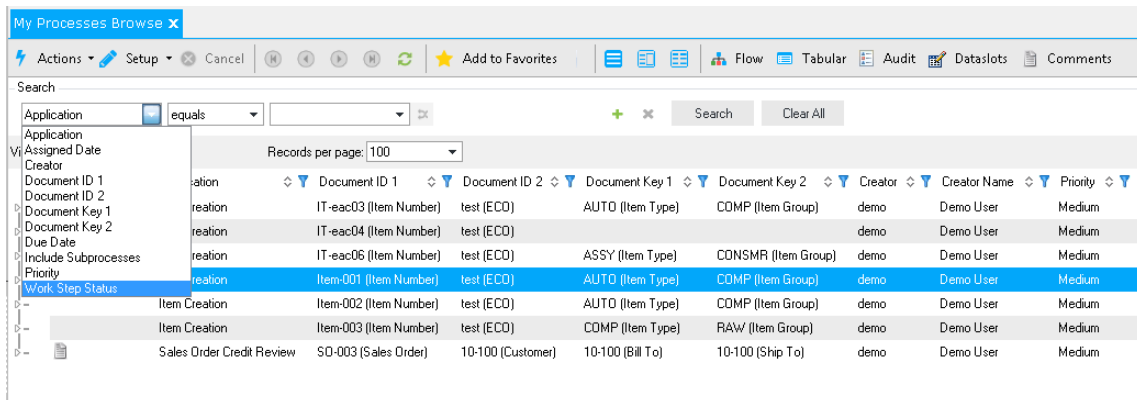 My Processes Browse x
Actions Setup Cancel Add to Favorites Flow Tabular Audit Dataslots Comments
Search
Application equals Search Clear All
Application
Assigned Date
Creator
Document ID 1
Document ID 2
Document Key 1
Document Key 2
Due Date
Include Subprocesses
Priority
Work Step Status
Vi Records per page: 100
cation Document ID 1 Document ID 2 Document Key 1 Document Key 2 Creator Creator Name Priority
reation IT-eac03 (Item Number) test (ECO) AUTO (Item Type) COMP (Item Group) demo Demo User Medium
reation IT-eac04 (Item Number) test (ECO) demo Demo User Medium
reation IT-eac06 (Item Number) test (ECO) ASSY (Item Type) CONSMR (Item Group) demo Demo User Medium
reation Item-001 (Item Number) test (ECO) AUTO (Item Type) COMP (Item Group) demo Demo User Medium
Item Creation Item-002 (Item Number) test (ECO) AUTO (Item Type) COMP (Item Group) demo Demo User Medium
Item Creation Item-003 (Item Number) test (ECO) COMP (Item Type) RAW (Item Group) demo Demo User Medium
Sales Order Credit Review SO-003 (Sales Order) 10-100 (Customer) 10-100 (Bill To) 10-100 (Ship To) demo Demo User Medium